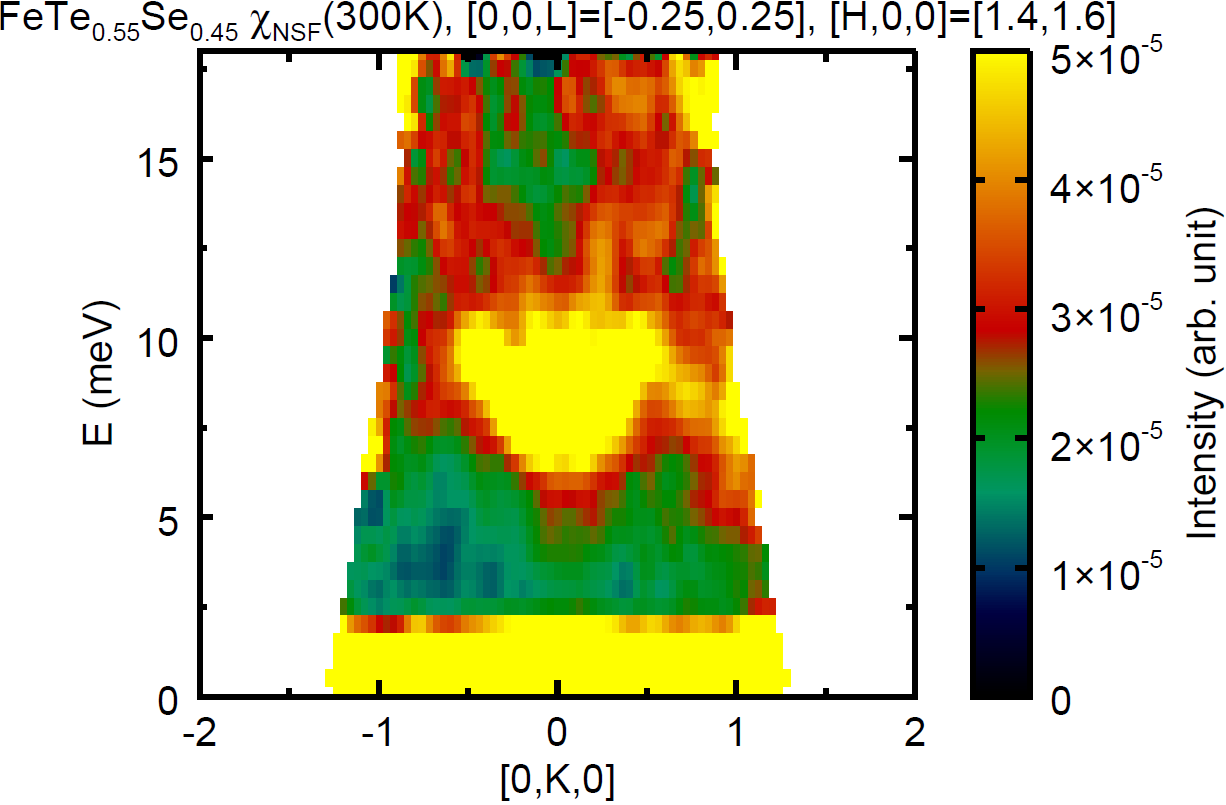 FeTe0.55Se0.45 χNSF(300K), [0,0,L]=[-0.25,0.25], [H,0,0]=[1.4,1.6]
E (meV)
15
10
5
0
-2 -1 0 1 2
[0,K,0]
5×10-5
4×10-5
3×10-5
2×10-5
1×10-5
0
Intensity (arb. unit)